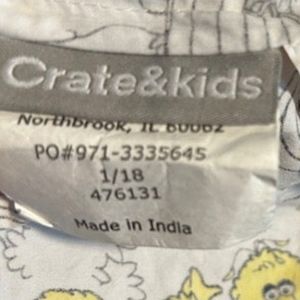 Crate&kids
Northbrook, IL 60062
PO#971-3335645
1/18
476131
Made in India